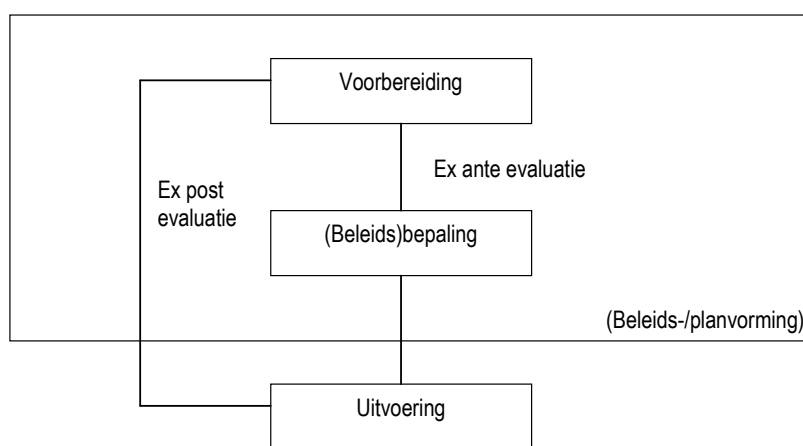 Voorbereiding
Ex ante evaluatie
Ex post
evaluatie
(Beleids)bepaling
(Beleids-/planvorming)
Uitvoering